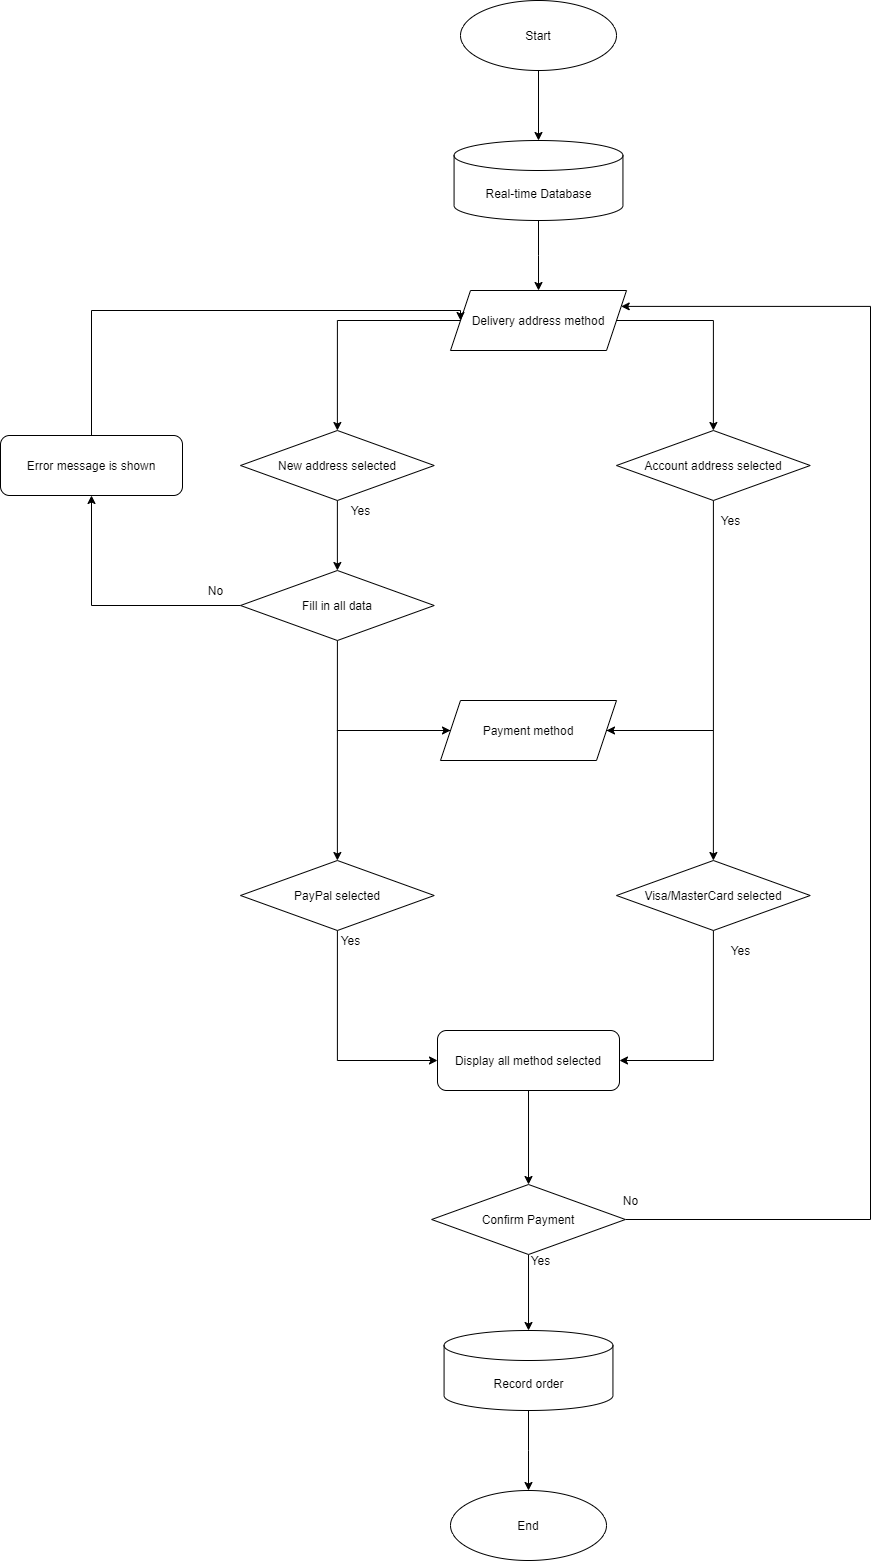 Start
Real-time Database
Delivery address method
Error message is shown
New address selected
Account address selected
Yes
Yes
No
Fill in all data
Payment method
PayPal selected
Visa/MasterCard selected
Yes
Yes
Display all method selected
No
Confirm Payment
Yes
Record order
End